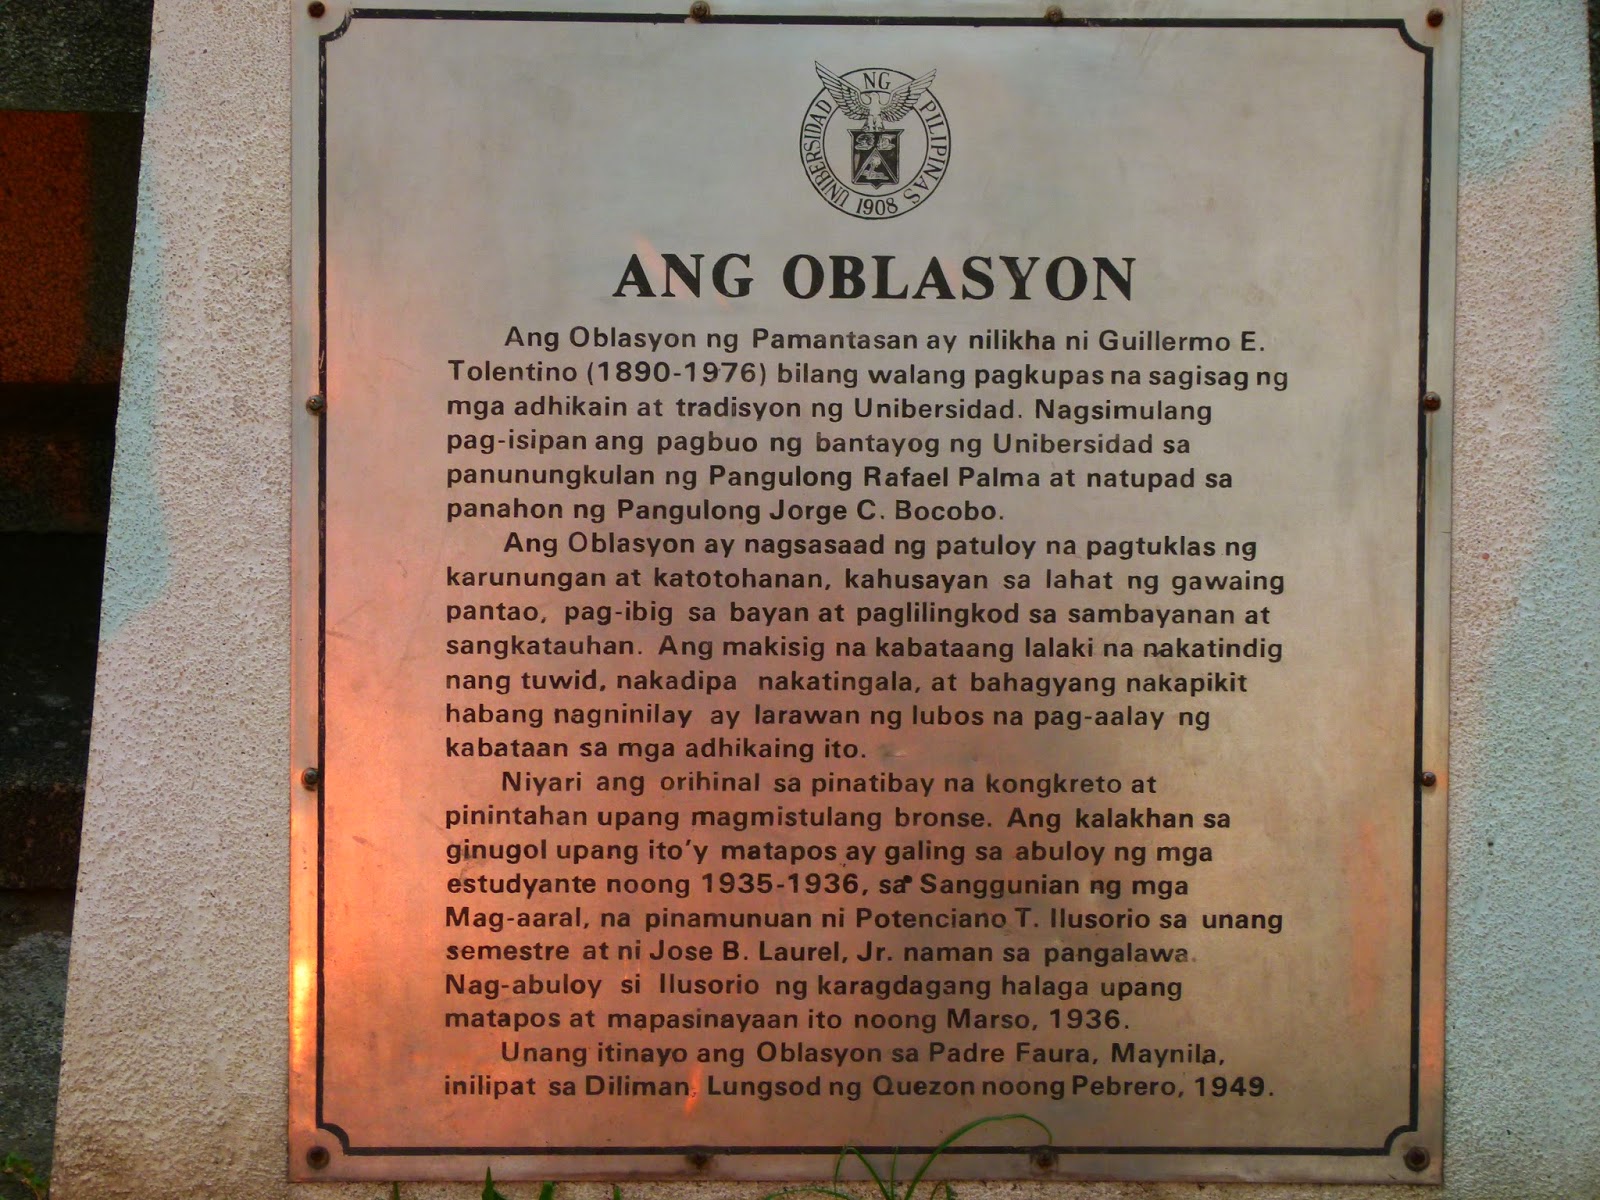 UNIBERSIDAD NG PILIPINAS
1908
ANG OBLASYON
Ang Oblasyon ng Pamantasan ay nilikha ni Guillermo E.
Tolentino (1890-1976) bilang walang pagkupas na sagisag ng
mga adhikain at tradisyon ng Unibersidad. Nagsimulang
pag-isipan ang pagbuo ng bantayog ng Unibersidad sa
panunungkulan ng Pangulong Rafael Palma at natupad sa
panahon ng Pangulong Jorge C. Bocobo.
Ang Oblasyon ay nagsasaad ng patuloy na pagtuklas ng
karunungan at katotohanan, kahusayan sa lahat ng gawaing
pantao, pag-ibig sa bayan at paglilingkod sa sambayanan at
sangkatauhan. Ang makisig na kabataang lalaki na nakatindig
nang tuwid, nakadipa nakatingala, at bahagyang nakapikit
habang nagninilay ay larawan ng lubos na pag-aalay ng
kabataan sa mga adhikaing ito.
Niyari ang orihinal sa pinatibay na kongkreto at
pinintahan upang magmistulang bronse. Ang kalakhan sa
ginugol upang ito'y matapos ay galing sa abuloy ng mga
estudyante noong 1935-1936, sa Sanggunian ng mga
Mag-aaral, na pinamunuan ni Potenciano T. Ilusorio sa unang
semestre at ni Jose B. Laurel, Jr. naman sa pangalawa.
Nag-abuloy si Ilusorio ng karagdagang halaga upang
matapos at mapasinayaan ito noong Marso, 1936.
Unang itinayo ang Oblasyon sa Padre Faura, Maynila,
inilipat sa Diliman, Lungsod ng Quezon noong Pebrero, 1949.